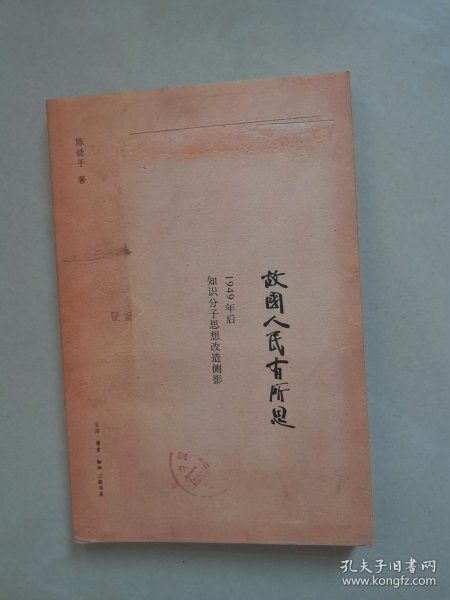 故國人民有所思
1949年后
知识分子思想改造侧影
陈徒手 著
生活·讀書·新知 三联书店
孔夫子旧书网
www.kongfz.com